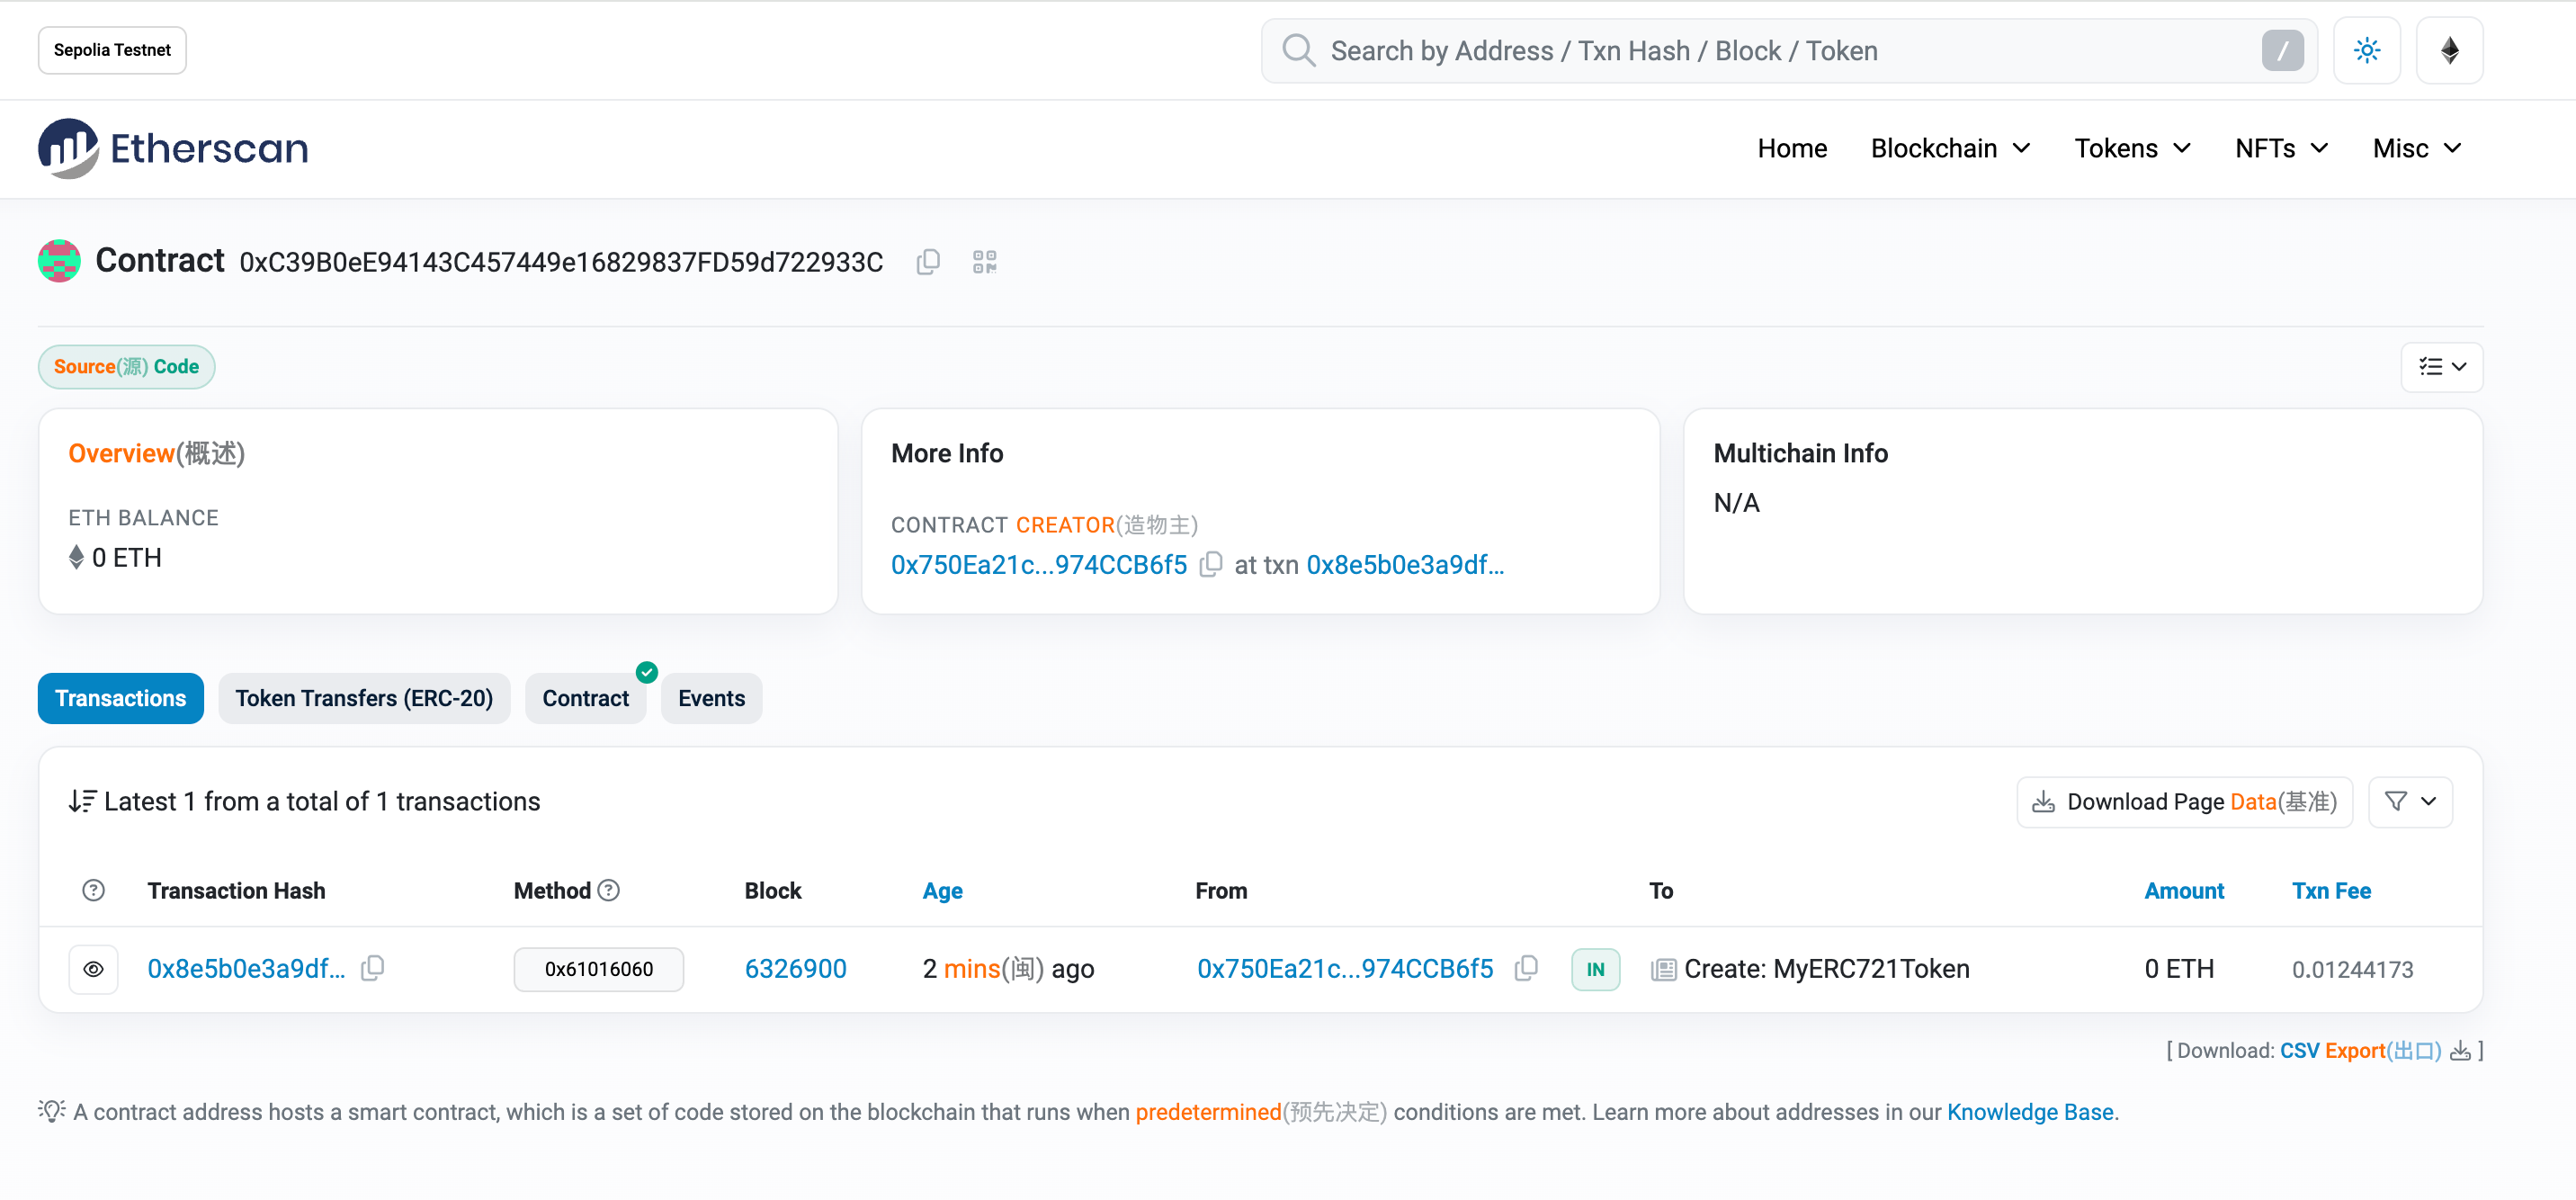 Sepolia Testnet
Search by Address / Txn Hash / Block / Token
/
Etherscan
Home Blockchain Tokens NFTs Misc
Contract 0xC39B0eE94143C457449e16829837FD59d722933C
Source(源) Code
Overview(概述)
ETH BALANCE
0 ETH
More Info
CONTRACT CREATOR(造物主)
0x750Ea21c...974CCB6f5 at txn 0x8e5b0e3a9df...
Multichain Info
N/A
Transactions Token Transfers (ERC-20) Contract Events
Latest 1 from a total of 1 transactions
Download Page Data(基准)
Transaction Hash Method Block Age From To Amount Txn Fee
0x8e5b0e3a9df... 0x61016060 6326900 2 mins(闽) ago 0x750Ea21c...974CCB6f5 IN Create: MyERC721Token 0 ETH 0.01244173
[ Download: CSV Export(出口) ]
A contract address hosts a smart contract, which is a set of code stored on the blockchain that runs when predetermined(预先决定) conditions are met. Learn more about addresses in our Knowledge Base.